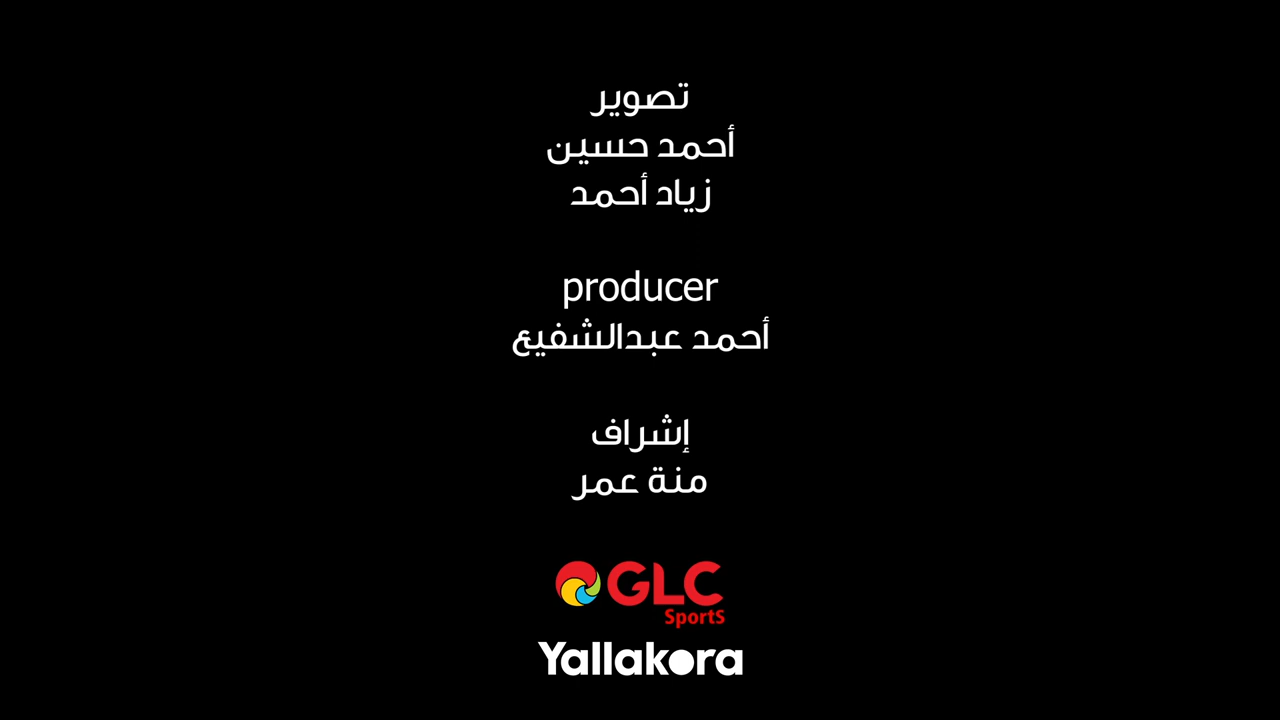 تصوير
أحمد حسين
زياد أحمد
producer
أحمد عبدالشفيع
إشراف
منة عمر
GLC
Sports
Yallakora